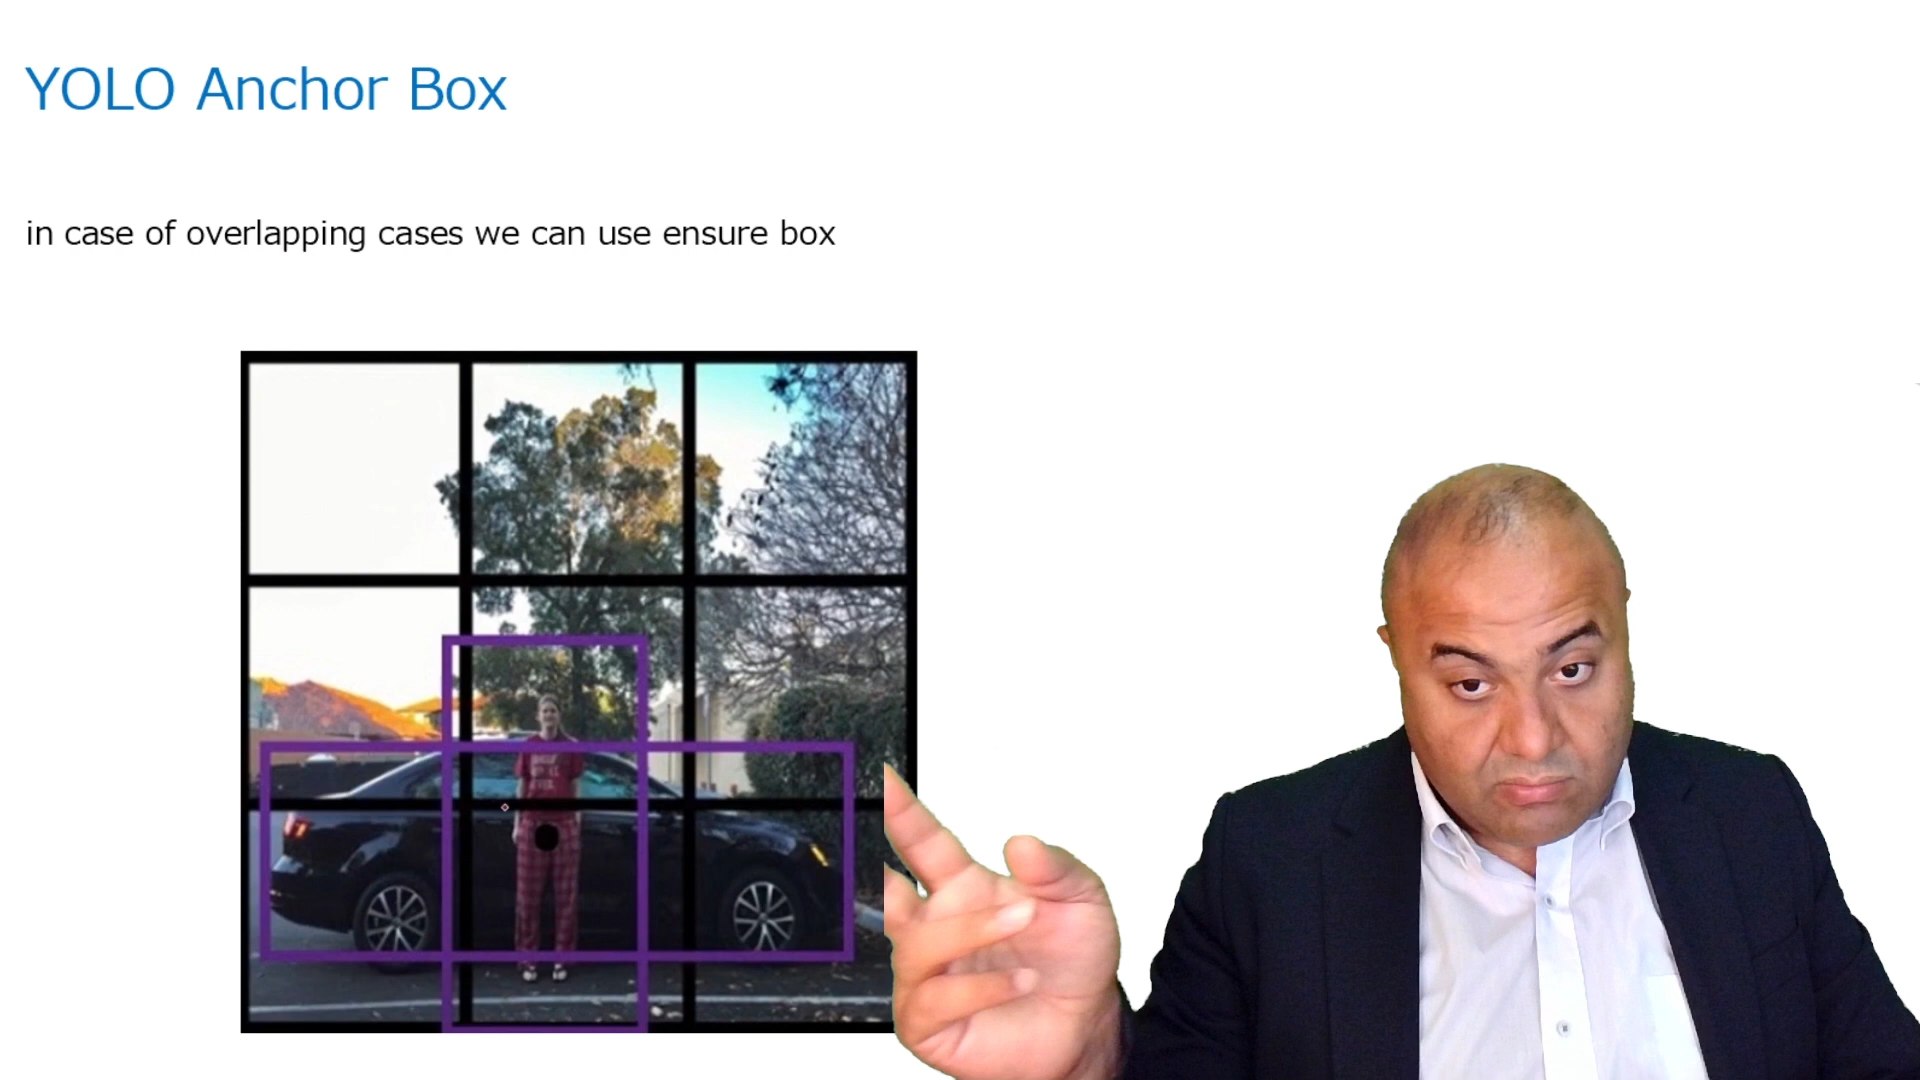 YOLO Anchor Box
in case of overlapping cases we can use ensure box